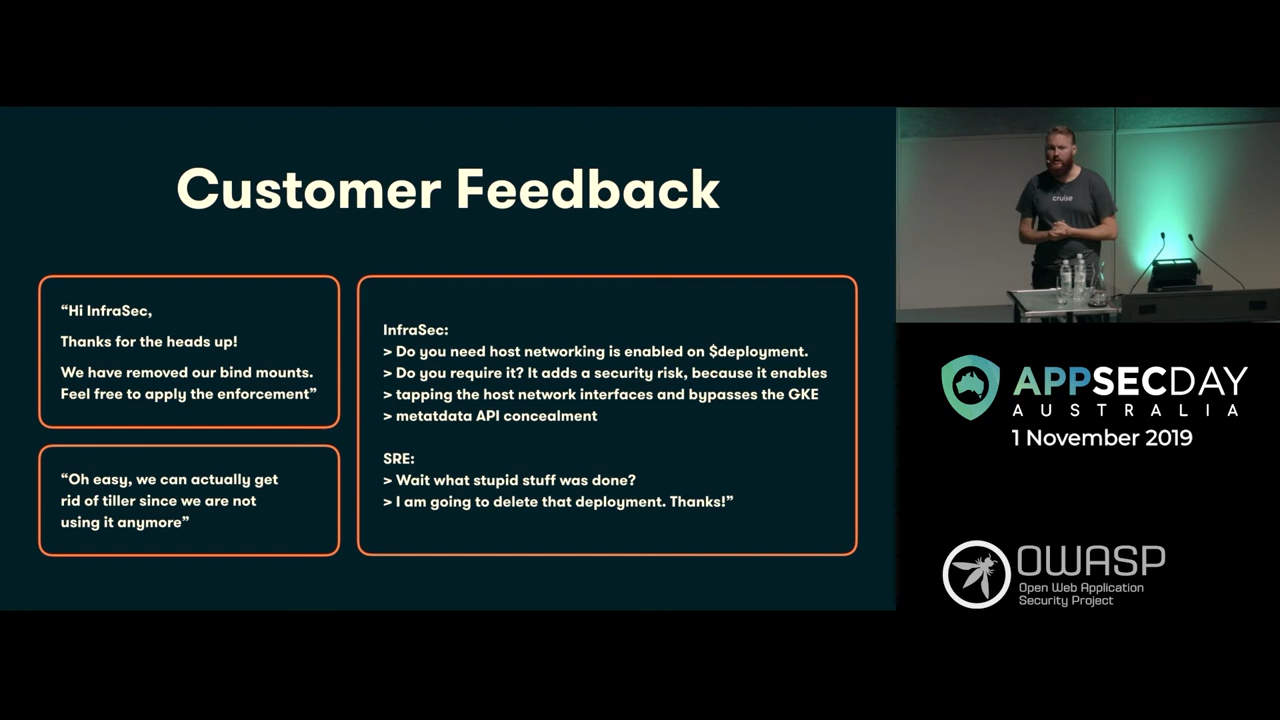 Customer Feedback
“Hi InfraSec,
Thanks for the heads up!
We have removed our bind mounts.
Feel free to apply the enforcement”
“Oh easy, we can actually get
rid of tiller since we are not
using it anymore”
InfraSec:
> Do you need host networking is enabled on $deployment.
> Do you require it? It adds a security risk, because it enables
> tapping the host network interfaces and bypasses the GKE
> metatdata API concealment
SRE:
> Wait what stupid stuff was done?
> I am going to delete that deployment. Thanks!”
cruise
APPSECDAY
AUSTRALIA
1 November 2019
OWASP
Open Web Application
Security Project